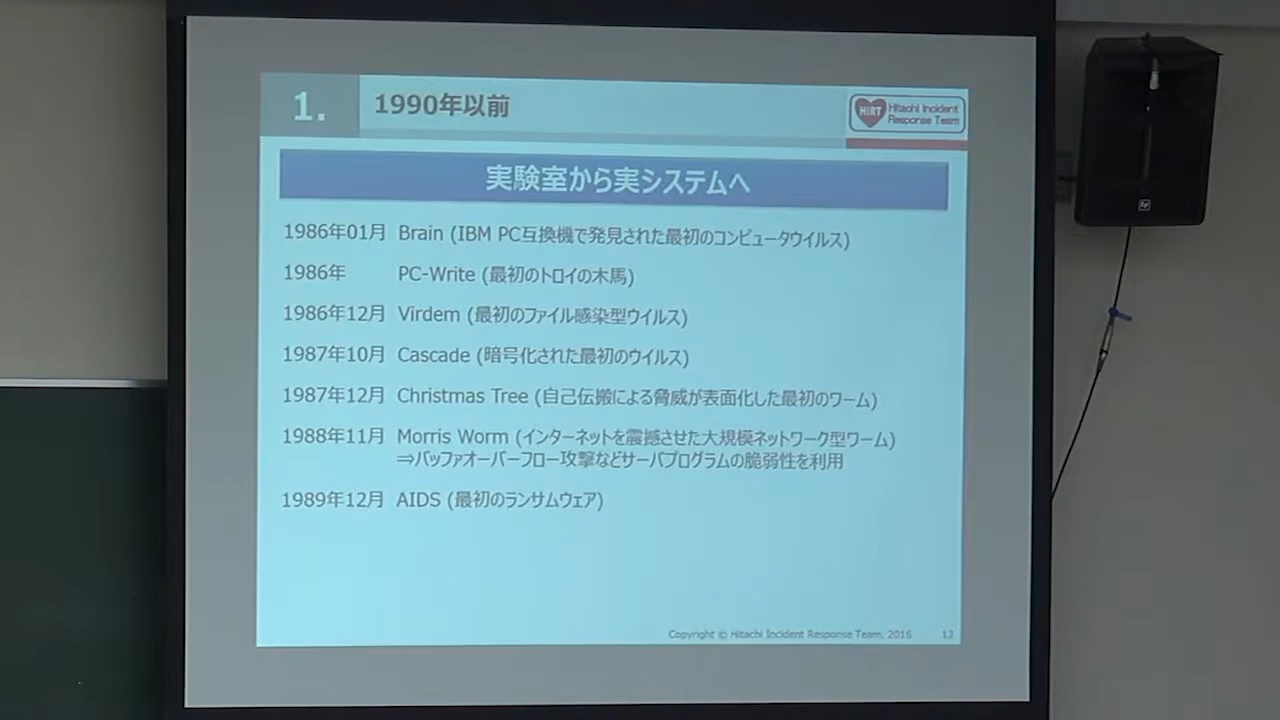 1.
1990年以前
HIRT
Hitachi Incident
Response Team
実験室から実システムへ
1986年01月 Brain (IBM PC互換機で発見された最初のコンピュータウイルス)
1986年 PC-Write (最初のトロイの木馬)
1986年12月 Virdem (最初のファイル感染型ウイルス)
1987年10月 Cascade (暗号化された最初のウイルス)
1987年12月 Christmas Tree (自己伝搬による脅威が表面化した最初のワーム)
1988年11月 Morris Worm (インターネットを震撼させた大規模ネットワーク型ワーム)
⇒バッファオーバーフロー攻撃などサーバプログラムの脆弱性を利用
1989年12月 AIDS (最初のランサムウェア)
Copyright © Hitachi Incident Response Team. 2016 12